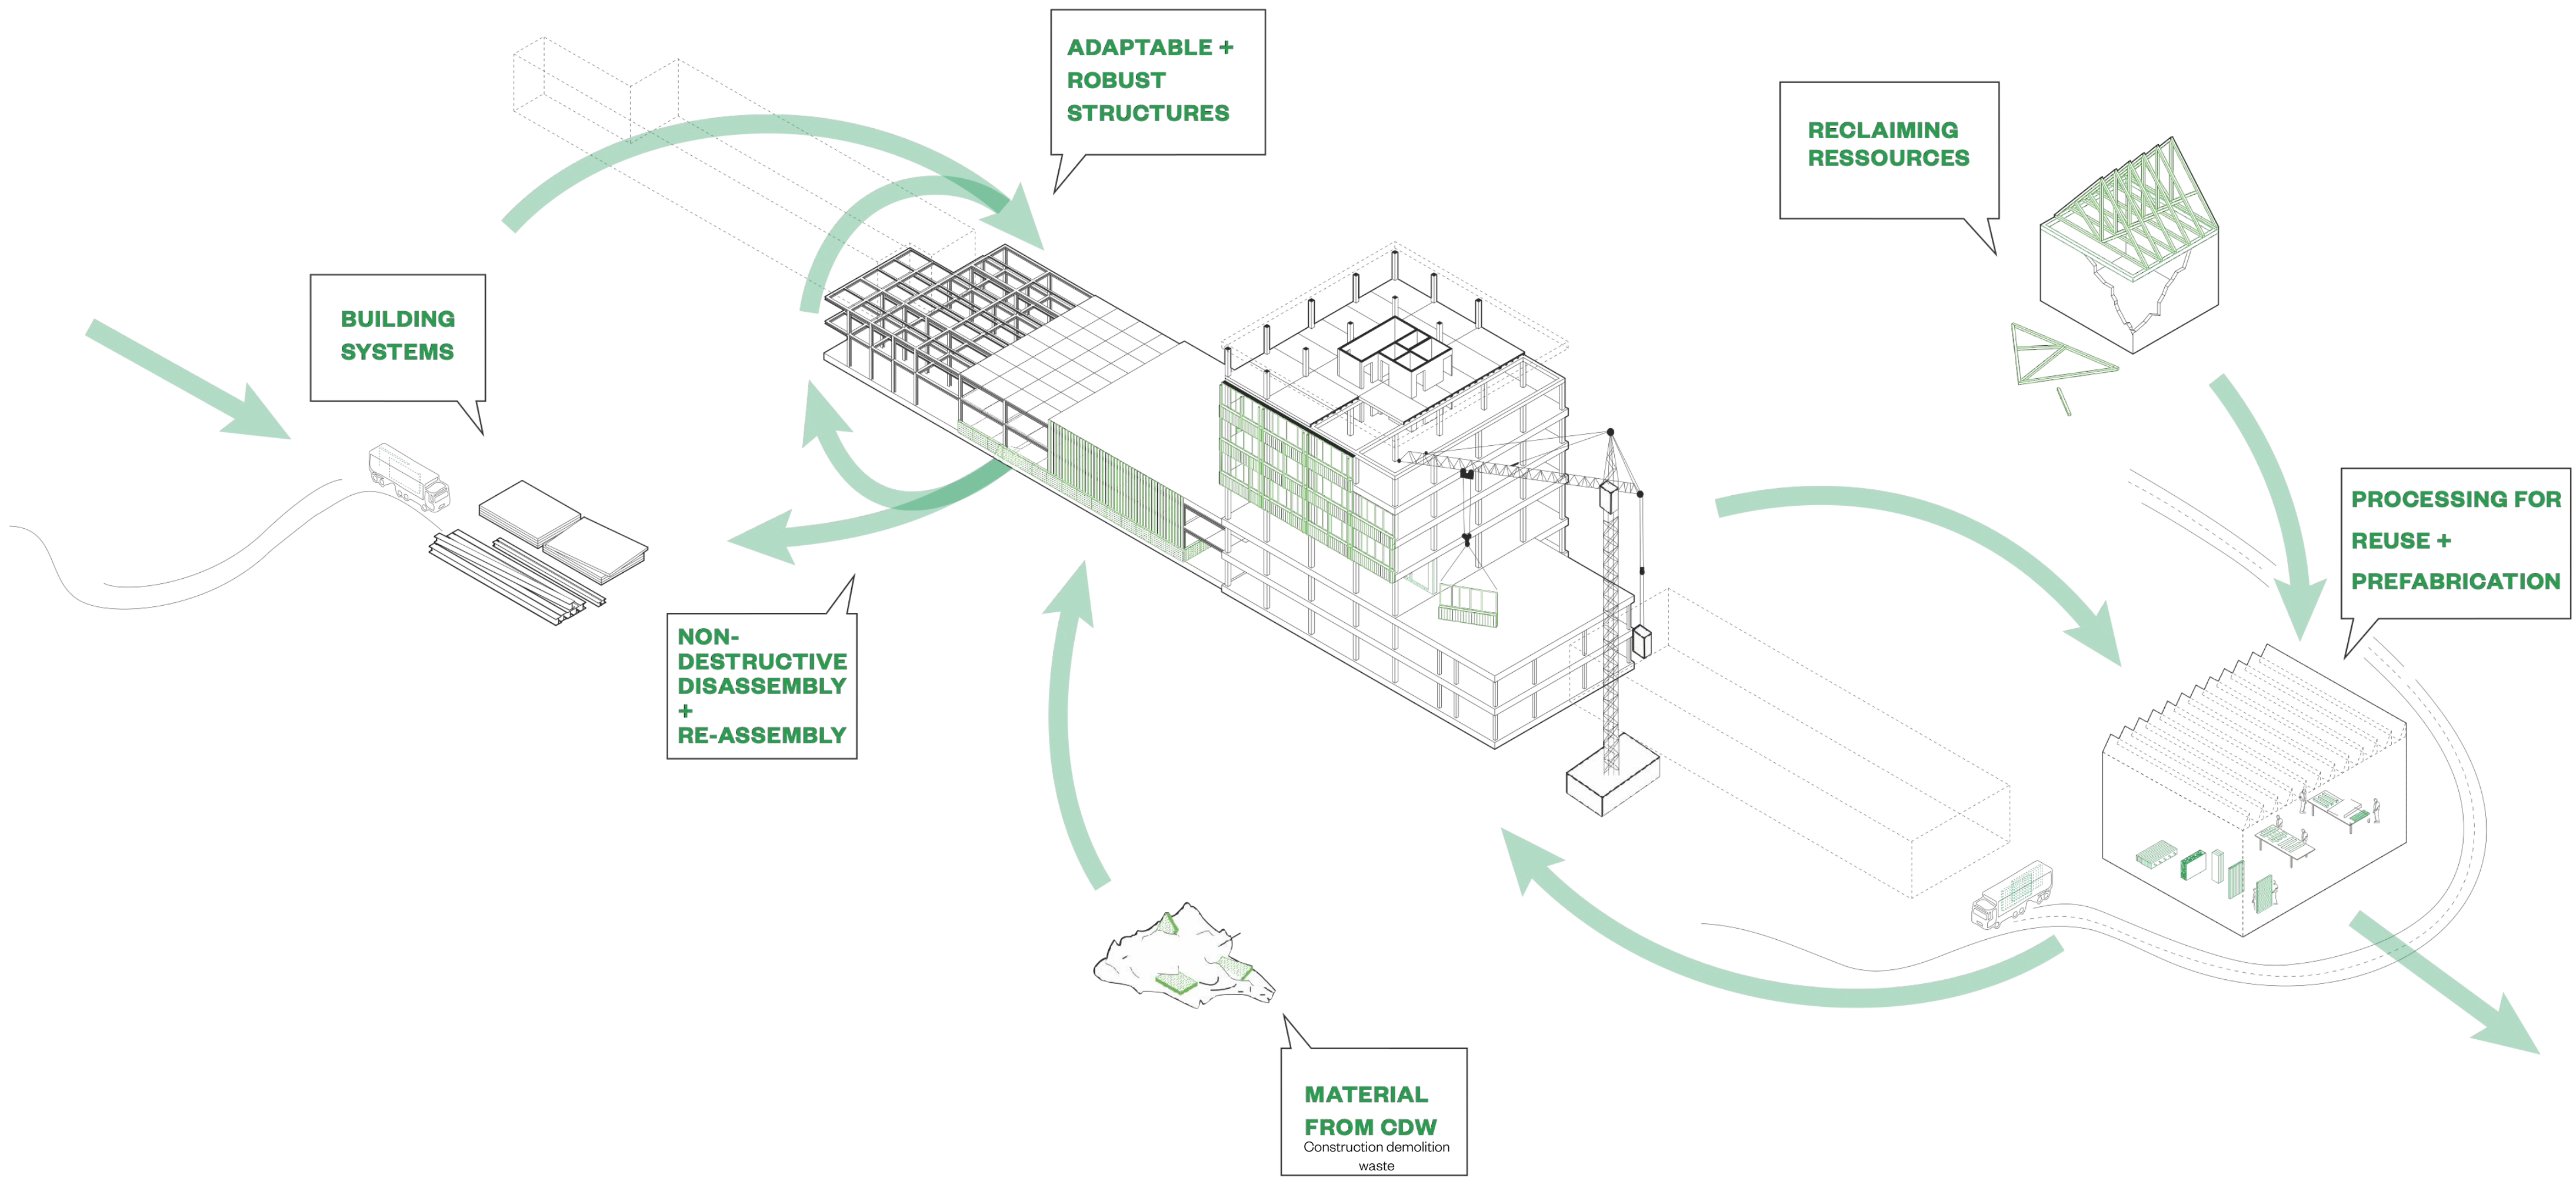 ADAPTABLE +
ROBUST
STRUCTURES
RECLAIMING
RESSOURCES
BUILDING
SYSTEMS
PROCESSING FOR
REUSE +
PREFABRICATION
NON-
DESTRUCTIVE
DISASSEMBLY
+
RE-ASSEMBLY
MATERIAL
FROM CDW
Construction demolition
waste